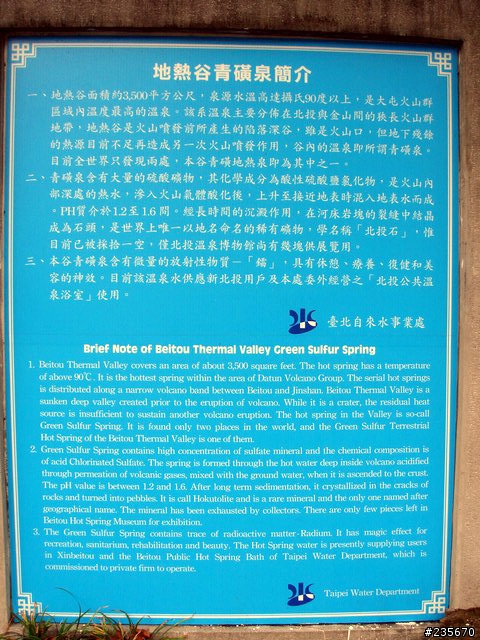 地熱谷青磺泉簡介
一、地熱谷面積約3,500平方公尺，泉源水溫高達攝氏90度以上，是大屯火山群
區域內溫度最高的溫泉。該系溫泉主要分佈在北投與金山間的狹長火山群
地帶，地熱谷是火山噴發前所產生的陷落深谷，雖是火山口，但地下殘餘
的熱源目前不足再造成另一次火山噴發作用，谷內的溫泉即所謂青磺泉。
目前全世界只發現兩處，本谷青磺地熱泉即為其中之一。
二、青磺泉含有大量的硫酸礦物，其化學成分為酸性硫酸鹽氯化物，是火山內
部深處的熱水，滲入火山氣體酸化後，上升至接近地表時混入地表水而成
。PH質介於1.2至1.6間。經長時間的沉澱作用，在河床岩塊的裂縫中結晶
成為石頭，是世界上唯一以地名命名的稀有礦物，學名稱「北投石」，惟
目前已被採拾一空，僅北投溫泉博物館尚有幾塊供展覽用。
三、本谷青磺泉含有微量的放射性物質－「鐳」，具有休憩、療養、復健和美
容的神效。目前該溫泉水供應新北投用戶及本處委外經營之「北投公共溫
泉浴室」使用。
臺北自來水事業處
Brief Note of Beitou Thermal Valley Green Sulfur Spring
1. Beitou Thermal Valley covers an area of about 3,500 square feet. The hot spring has a temperature
of above 90℃. It is the hottest spring within the area of Datun Volcano Group. The serial hot springs
is distributed along a narrow volcano band between Beitou and Jinshan. Beitou Thermal Valley is a
sunken deep valley created prior to the eruption of volcano. While it is a crater, the residual heat
source is insufficient to sustain another volcano eruption. The hot spring in the Valley is so-call
Green Sulfur Spring. It is found only two places in the world, and the Green Sulfur Terrestrial
Hot Spring of the Beitou Thermal Valley is one of them.
2. Green Sulfur Spring contains high concentration of sulfate mineral and the chemical composition is
of acid Chlorinated Sulfate. The spring is formed through the hot water deep inside volcano acidified
through permeation of volcanic gases, mixed with the ground water, when it is ascended to the crust.
The pH value is between 1.2 and 1.6. After long term sedimentation, it crystallized in the cracks of
rocks and turned into pebbles. It is call Hokutolite and is a rare mineral and the only one named after
geographical name. The mineral has been exhausted by collectors. There are only few pieces left in
Beitou Hot Spring Museum for exhibition.
3. The Green Sulfur Spring contains trace of radioactive matter-Radium. It has magic effect for
recreation, sanitarium, rehabilitation and beauty. The Hot Spring water is presently supplying users
in Xinbeitou and the Beitou Public Hot Spring Bath of Taipei Water Department, which is
commissioned to private firm to operate.
Taipei Water Department
#235670